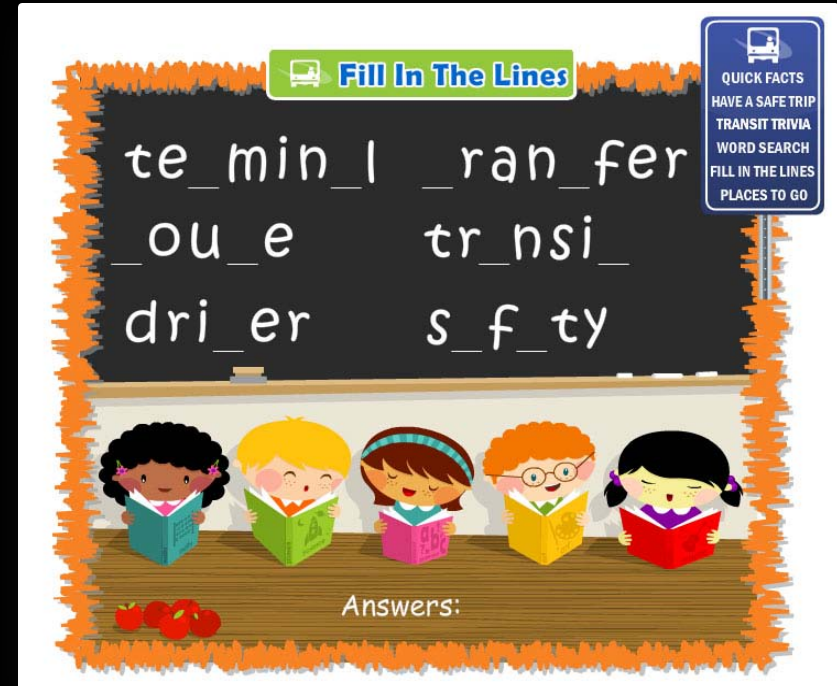 Fill In The Lines
QUICK FACTS
HAVE A SAFE TRIP
TRANSIT TRIVIA
WORD SEARCH
FILL IN THE LINES
PLACES TO GO
te_min_l _ran_fer
_ou_e tr_nsi_
dri_er s_f_ty
abc
Answers: